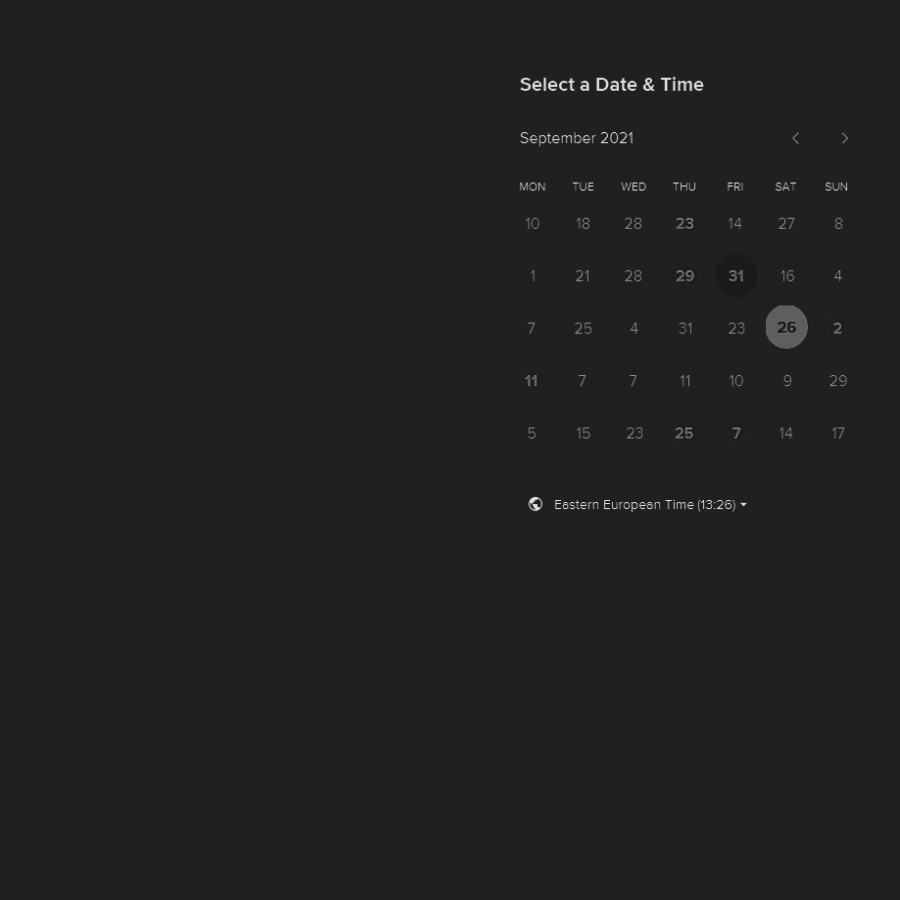 Select a Date & Time
September 2021
MON TUE WED THU FRI SAT SUN
10 18 28 23 14 27 8
1 21 28 29 31 16 4
7 25 4 31 23 26 2
11 7 7 11 10 9 29
5 15 23 25 7 14 17
Eastern European Time (13:26)